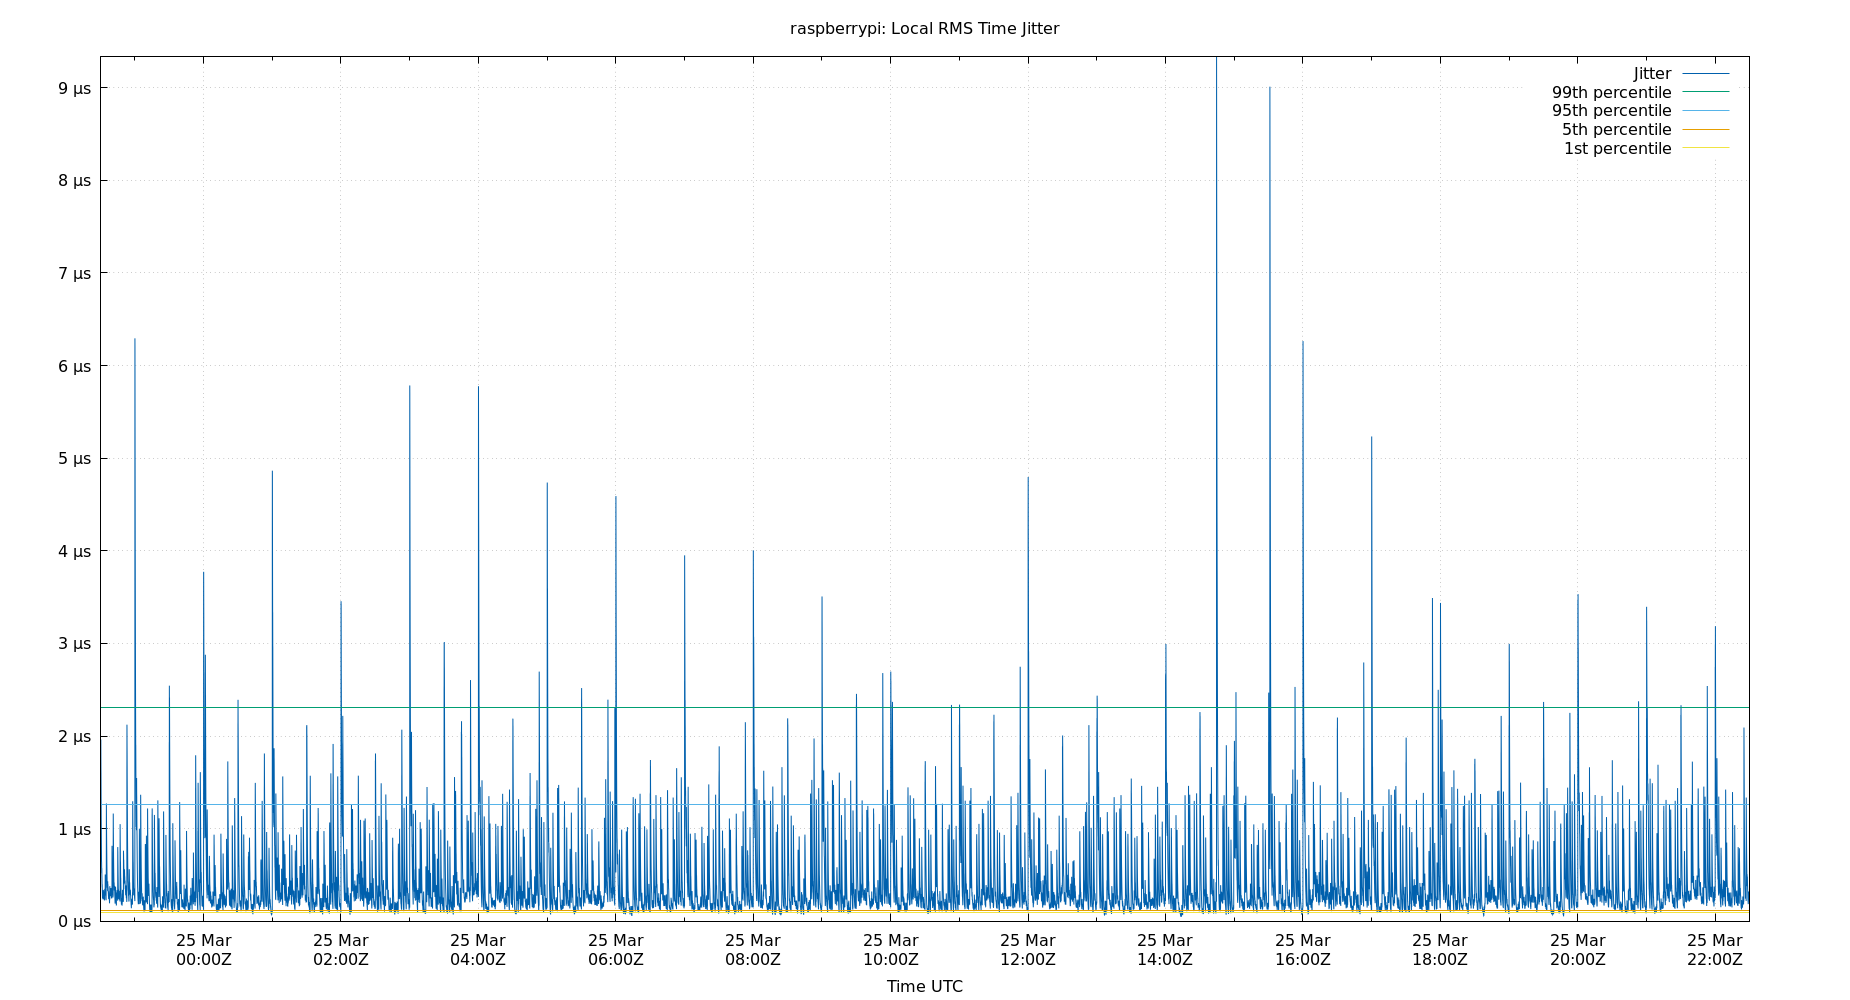 raspberrypi: Local RMS Time Jitter
Jitter
99th percentile
95th percentile
5th percentile
1st percentile
9 µs
8 µs
7 µs
6 µs
5 µs
4 µs
3 µs
2 µs
1 µs
0 µs
25 Mar 25 Mar 25 Mar 25 Mar 25 Mar 25 Mar 25 Mar 25 Mar 25 Mar 25 Mar 25 Mar 25 Mar
00:00Z 02:00Z 04:00Z 06:00Z 08:00Z 10:00Z 12:00Z 14:00Z 16:00Z 18:00Z 20:00Z 22:00Z
Time UTC